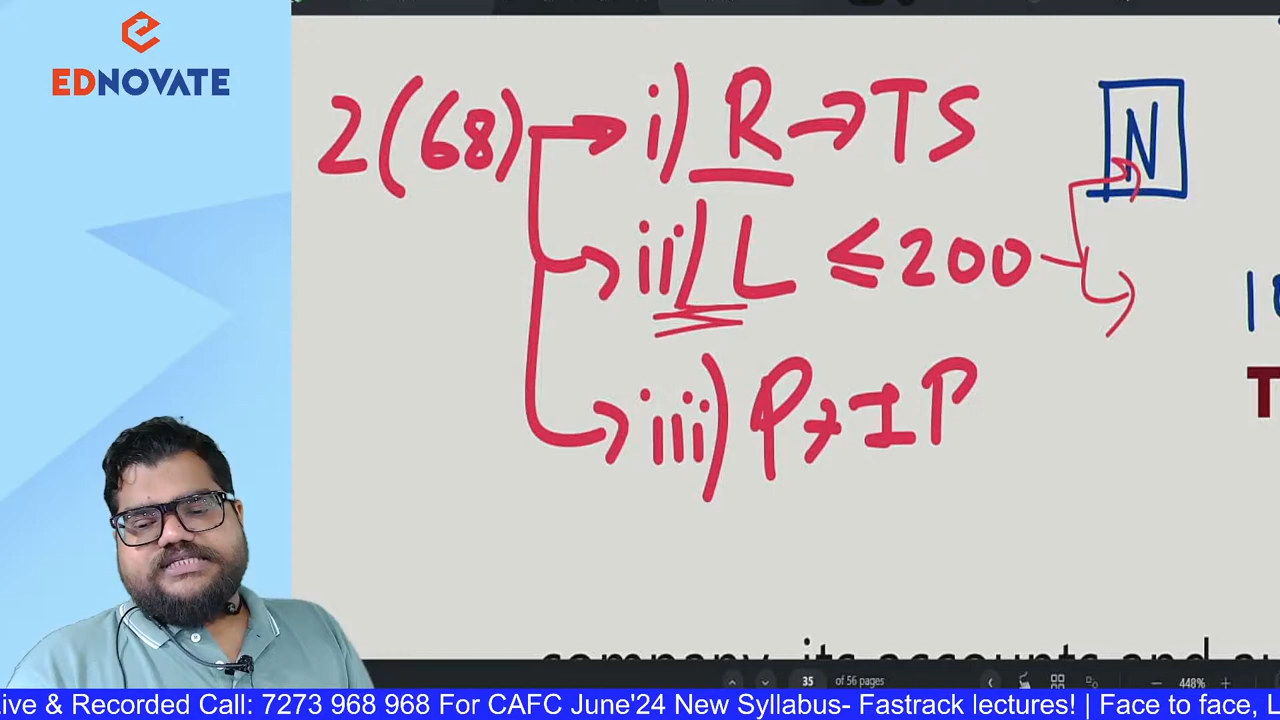 EDNOVATE
2(68) → i) R → TS
N
ii) L ≤ 200
iii) P → IP
35 of 56 pages
448%
ive & Recorded Call: 7273 968 968 For CAFC June'24 New Syllabus- Fastrack lectures! | Face to face, L